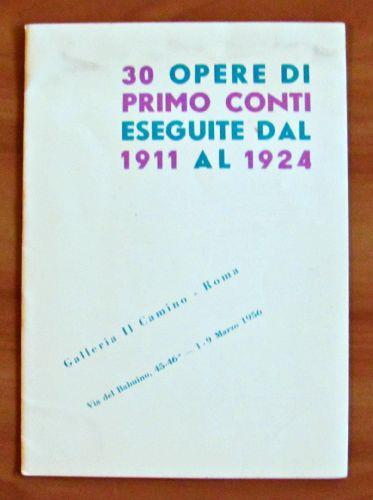 30 OPERE DI
PRIMO CONTI
ESEGUITE DAL
1911 AL 1924
Galleria Il Camino - Roma
Via del Babuino, 45-46ª — 1 - 9 Marzo 1956